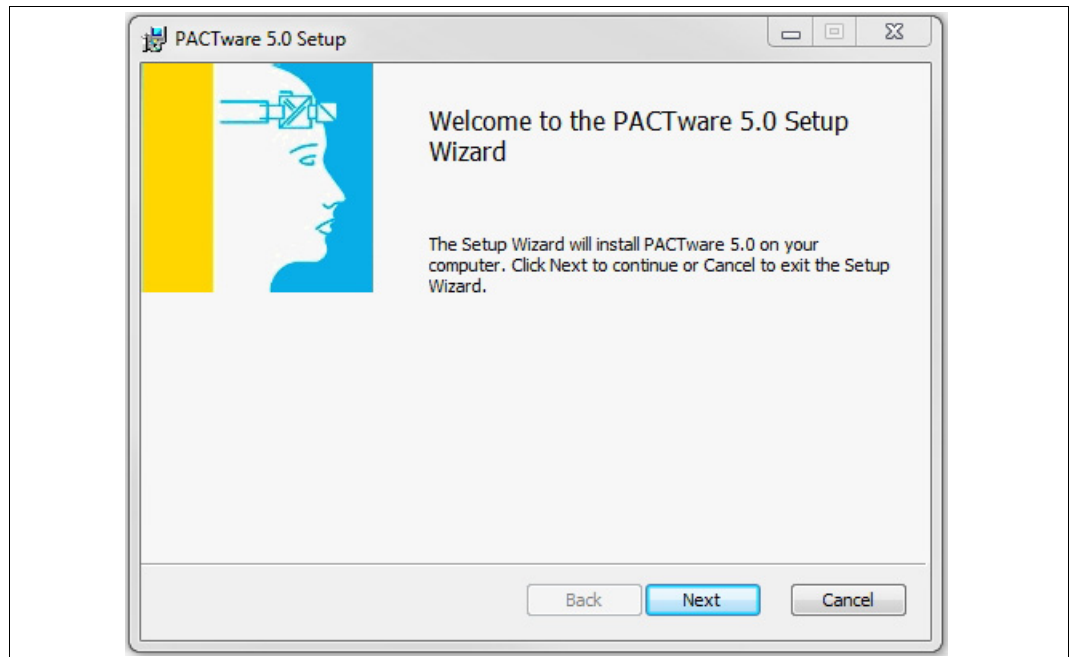 PACTware 5.0 Setup
Welcome to the PACTware 5.0 Setup
Wizard
The Setup Wizard will install PACTware 5.0 on your
computer. Click Next to continue or Cancel to exit the Setup
Wizard.
Back Next Cancel